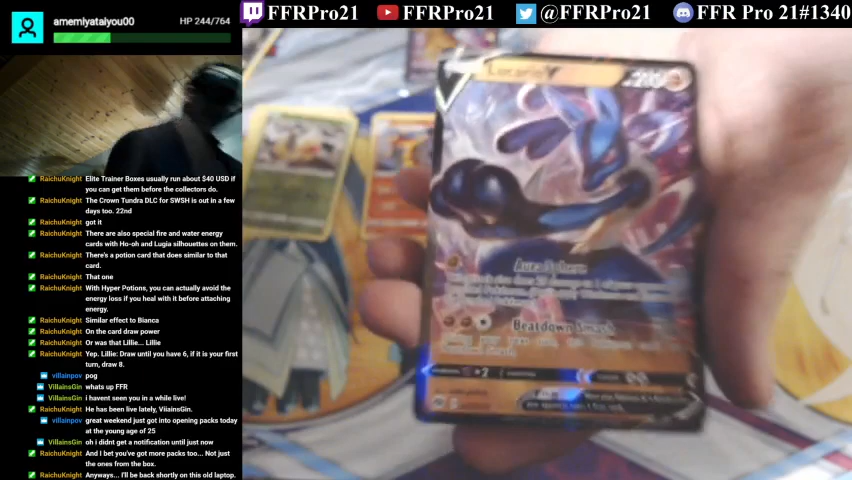 amemiyataiyou00
HP 244/764
FFRPro21
FFRPro21
@FFRPro21
FFR Pro 21#1340
RaichuKnight Elite Trainer Boxes usually run about $40 USD if
you can get them before the collectors do.
RaichuKnight The Crown Tundra DLC for SWSH is out in a few
days too. 22nd
RaichuKnight got it
RaichuKnight There are also special fire and water energy
cards with Ho-oh and Lugia silhouettes on them.
RaichuKnight There's a potion card that does similar to that
card.
RaichuKnight That one
RaichuKnight With Hyper Potions, you can actually avoid the
energy loss if you heal with it before attaching
energy.
RaichuKnight Similar effect to Bianca
RaichuKnight On the card draw power
RaichuKnight Or was that Lillie... Lillie
RaichuKnight Yep. Lillie: Draw until you have 6, if it is your first
turn, draw 8.
villainpov pog
VillainsGin whats up FFR
VillainsGin i havent seen you in a while!
RaichuKnight He has been live lately, ViiainsGin.
villainpov great weekend just got into opening packs today
at the young age of 25
VillainsGin oh i didnt get a notification until just now
RaichuKnight And I bet you've got more packs too... Not just
the ones from the box.
RaichuKnight Anyways... I'll be back shortly on this old laptop.
Lucario V
Aura Sphere
Beatdown Smash